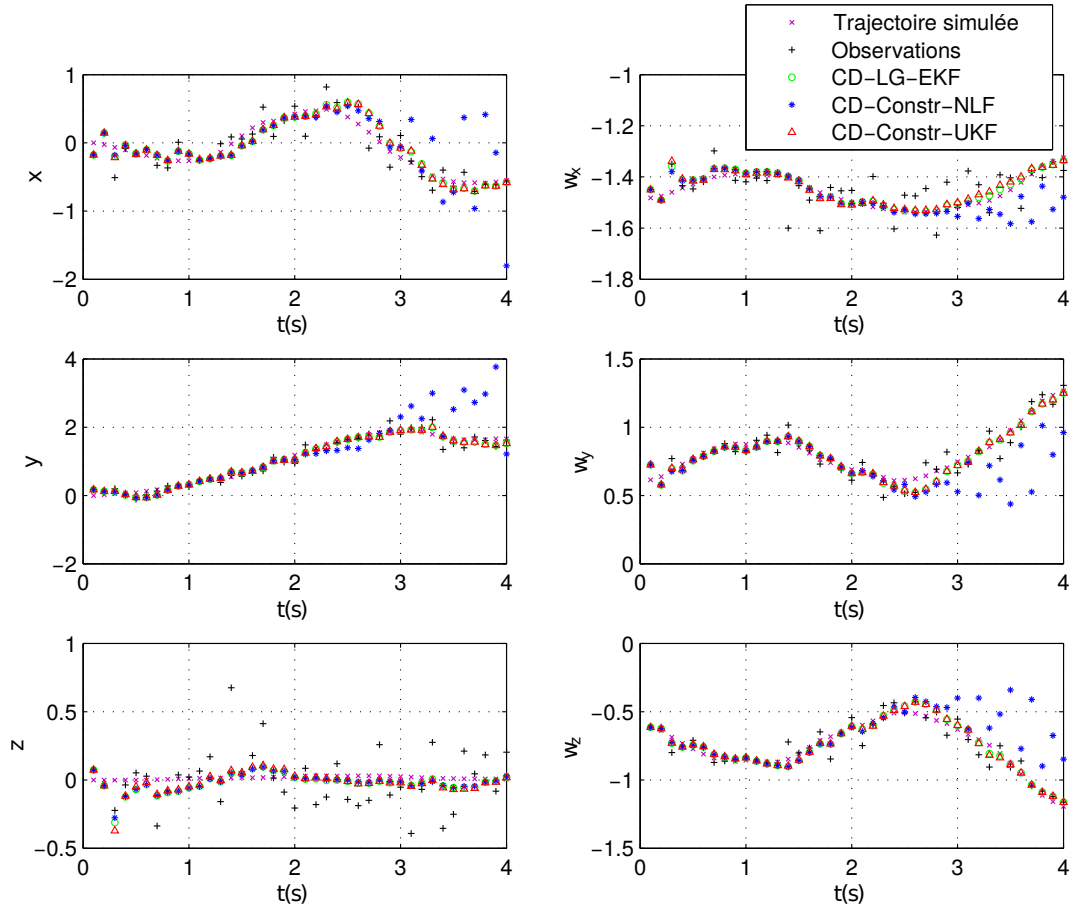 Trajectoire simulée
Observations
CD−LG−EKF
CD−Constr−NLF
CD−Constr−UKF
1
0
−1
−2
x
0 1 2 3 4
t(s)
−1
−1.2
−1.4
−1.6
−1.8
w_x
0 1 2 3 4
t(s)
4
2
0
−2
y
0 1 2 3 4
t(s)
1.5
1
0.5
0
w_y
0 1 2 3 4
t(s)
1
0.5
0
−0.5
z
0 1 2 3 4
t(s)
0
−0.5
−1
−1.5
w_z
0 1 2 3 4
t(s)